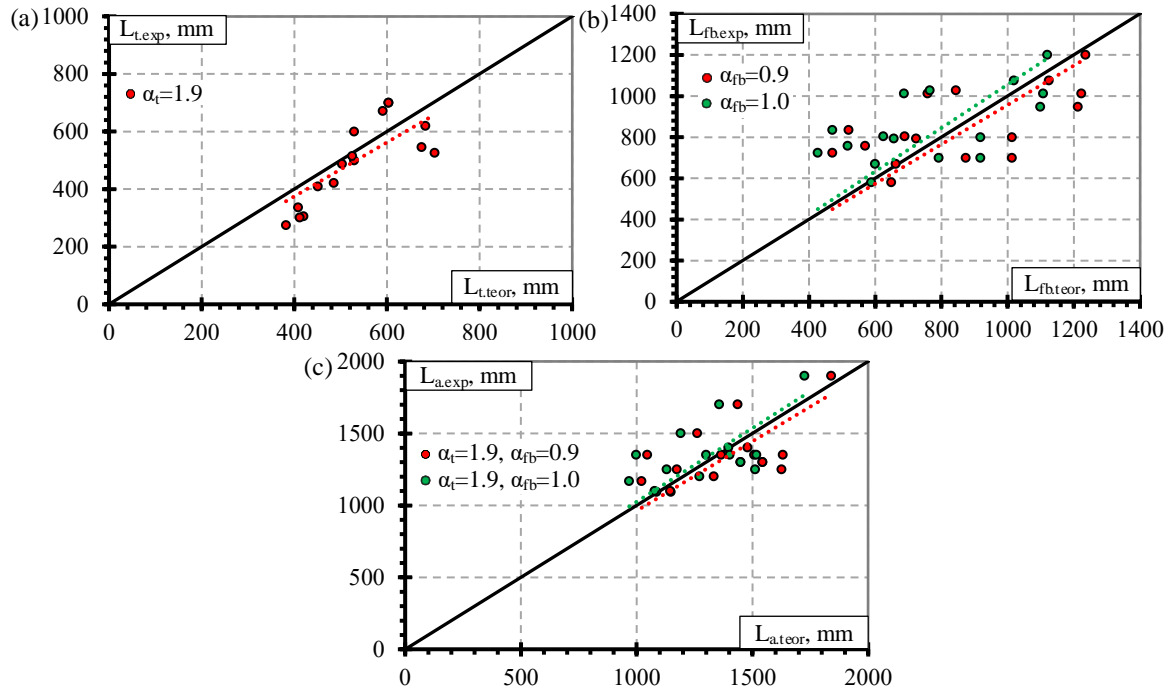 (a)
1000
800
600
400
200
0
L_t.exp, mm
α_t=1.9
L_t.teor, mm
0 200 400 600 800 1000
(b)
1400
1200
1000
800
600
400
200
0
L_fb.exp, mm
α_fb=0.9
α_fb=1.0
L_fb.teor, mm
0 200 400 600 800 1000 1200 1400
(c)
2000
1500
1000
500
0
L_a.exp, mm
α_t=1.9, α_fb=0.9
α_t=1.9, α_fb=1.0
L_a.teor, mm
0 500 1000 1500 2000